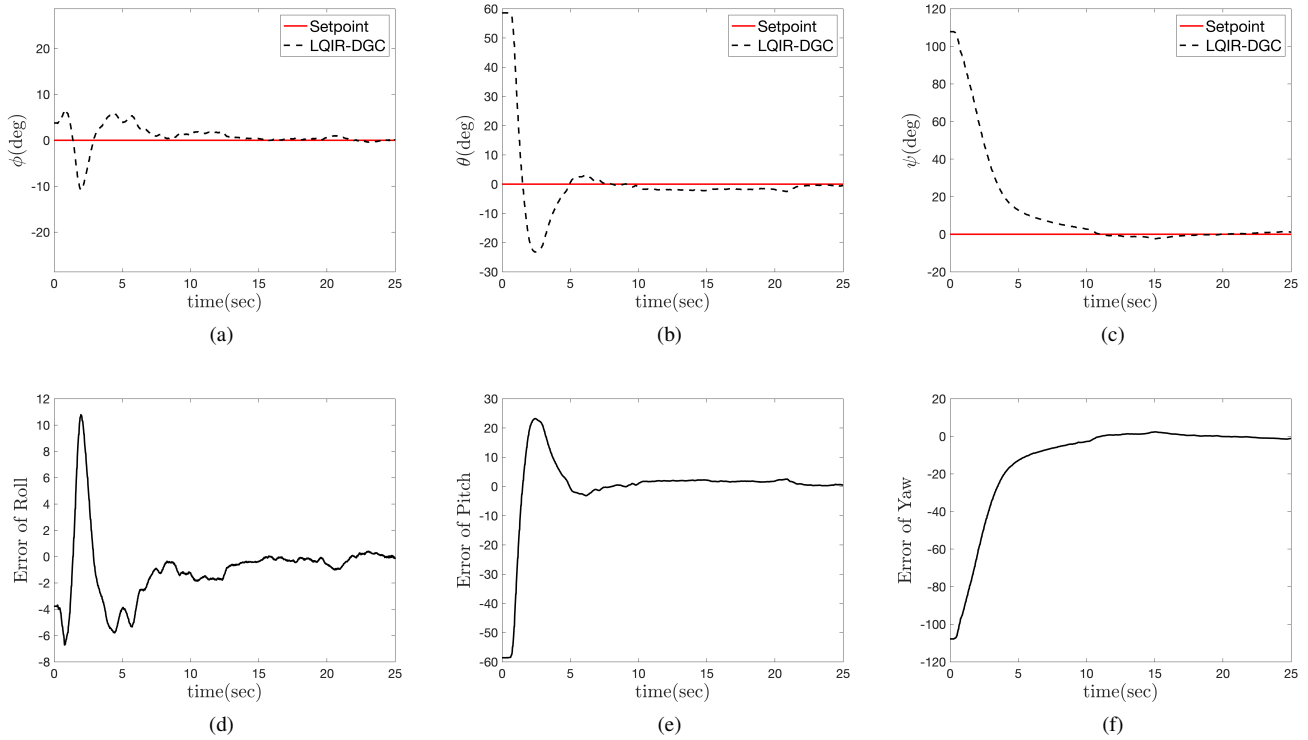 Setpoint
LQIR-DGC
20
10
0
-10
-20
ϕ(deg)
0 5 10 15 20 25
time(sec)
(a)
Setpoint
LQIR-DGC
60
50
40
30
20
10
0
-10
-20
-30
θ(deg)
0 5 10 15 20 25
time(sec)
(b)
Setpoint
LQIR-DGC
120
100
80
60
40
20
0
-20
ψ(deg)
0 5 10 15 20 25
time(sec)
(c)
12
10
8
6
4
2
0
-2
-4
-6
-8
Error of Roll
0 5 10 15 20 25
time(sec)
(d)
30
20
10
0
-10
-20
-30
-40
-50
-60
Error of Pitch
0 5 10 15 20 25
time(sec)
(e)
20
0
-20
-40
-60
-80
-100
-120
Error of Yaw
0 5 10 15 20 25
time(sec)
(f)